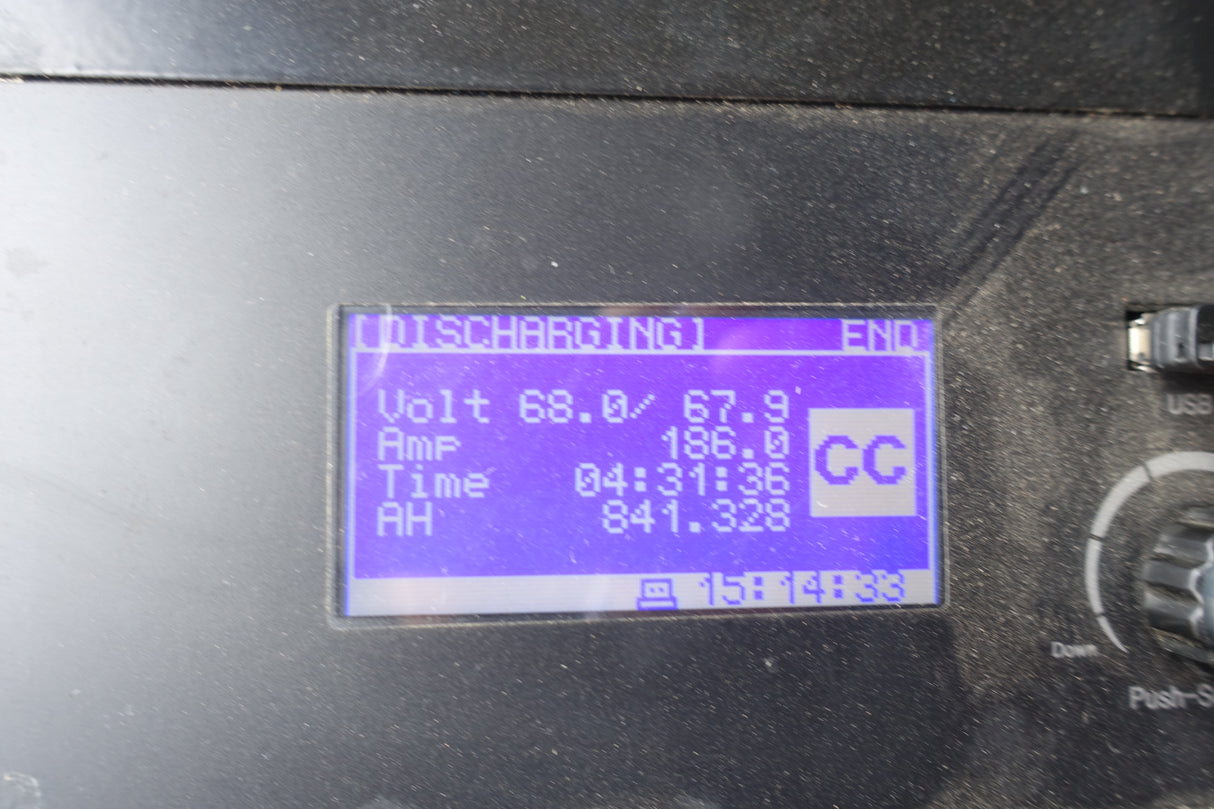 [DISCHARGING] END
Volt 68.0/ 67.9
Amp 186.0
CC
Time 04:31:36
AH 841.328
15:14:33
USB
Down